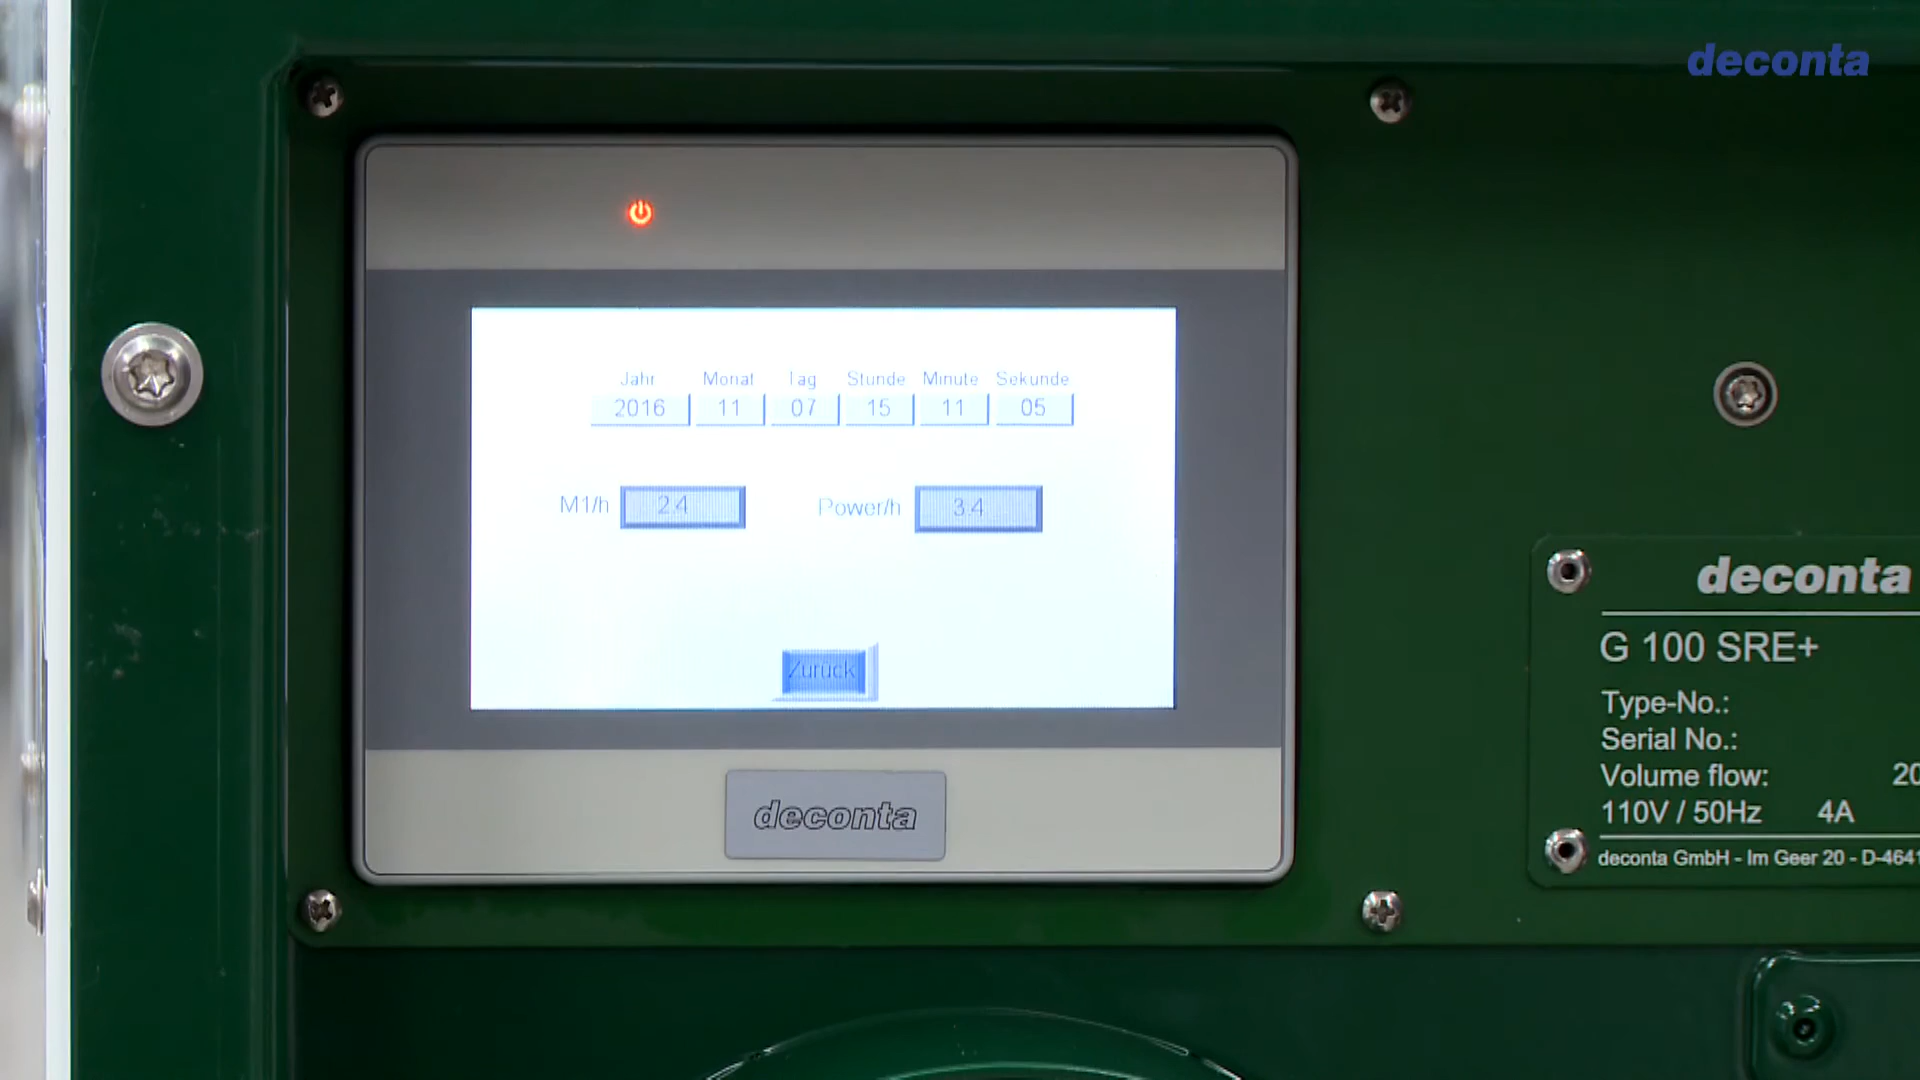 deconta
Jahr Monat Tag Stunde Minute Sekunde
2016 11 07 15 11 05
M1/h 2.4 Power/h 3.4
Zurück
deconta
deconta
G 100 SRE+
Type-No.:
Serial No.:
Volume flow: 20
110V / 50Hz 4A
deconta GmbH - Im Geer 20 - D-4641